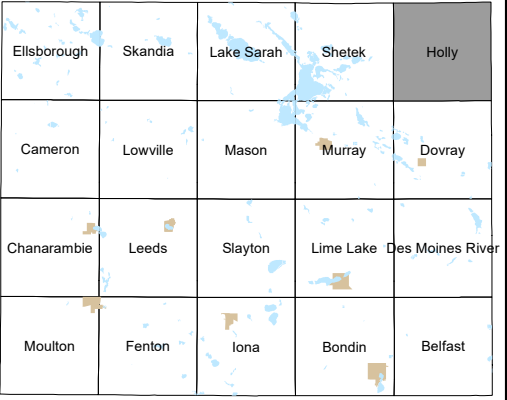 Ellsborough Skandia Lake Sarah Shetek Holly
Cameron Lowville Mason Murray Dovray
Chanarambie Leeds Slayton Lime Lake Des Moines River
Moulton Fenton Iona Bondin Belfast